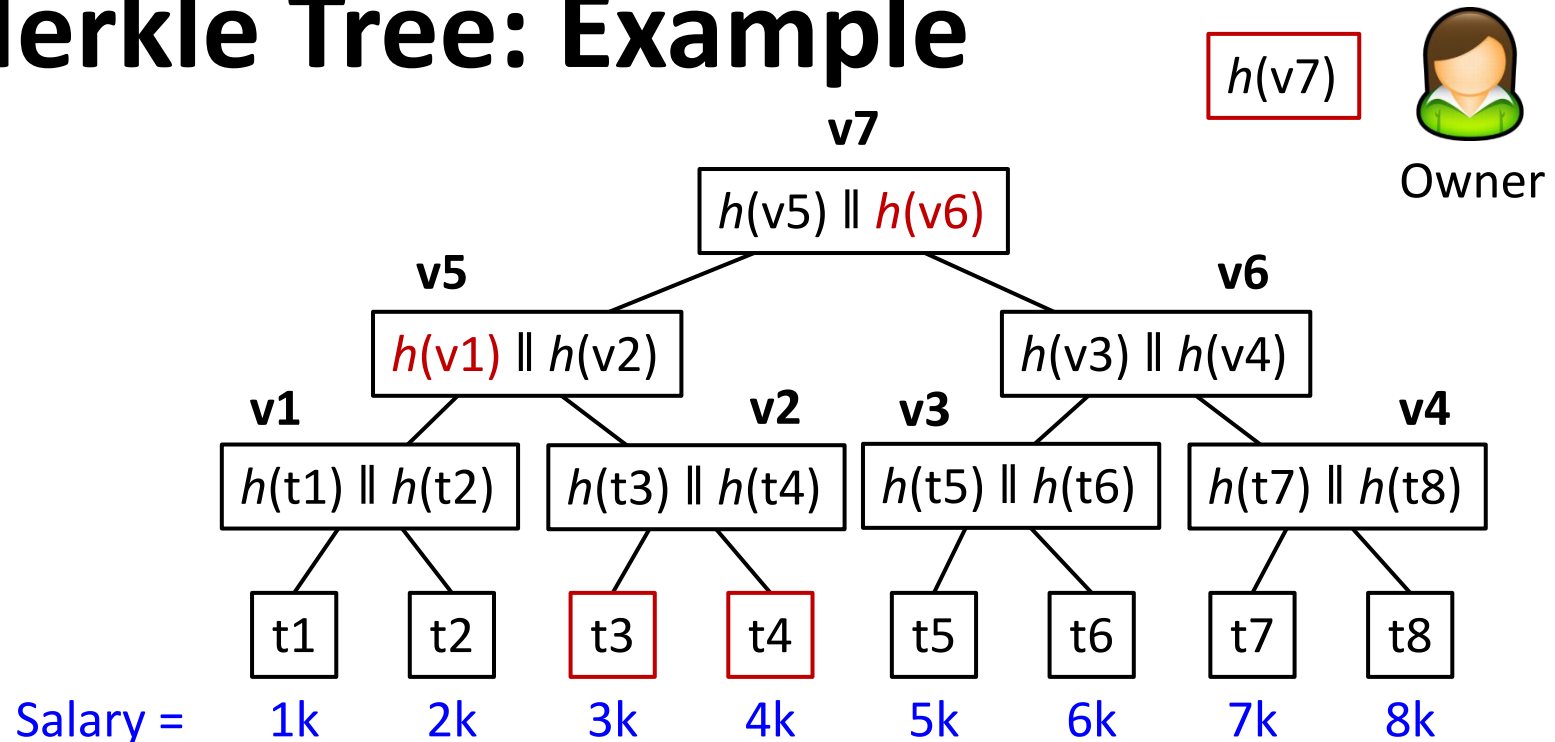 erkle Tree: Example
h(v7)
Owner
v7
h(v5) ∥ h(v6)
v5 v6
h(v1) ∥ h(v2) h(v3) ∥ h(v4)
v1 v2 v3 v4
h(t1) ∥ h(t2) h(t3) ∥ h(t4) h(t5) ∥ h(t6) h(t7) ∥ h(t8)
t1 t2 t3 t4 t5 t6 t7 t8
Salary = 1k 2k 3k 4k 5k 6k 7k 8k